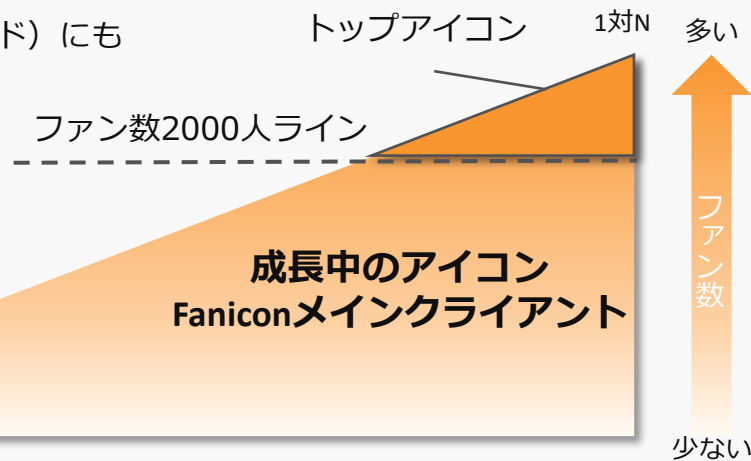 ド）にも
トップアイコン
1対N
多い
ファン数2000人ライン
ファン数
成長中のアイコン
Faniconメインクライアント
少ない